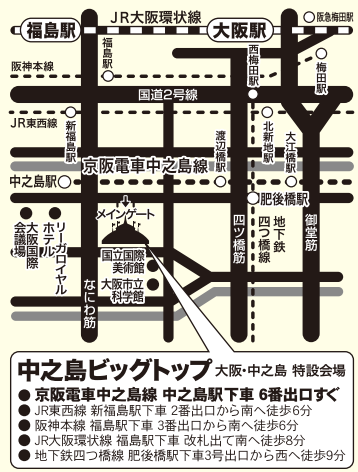 JR大阪環状線
福島駅
大阪駅
阪急梅田駅
福島駅
阪神本線
西梅田駅
梅田駅
国道2号線
JR東西線
新福島駅
渡辺橋駅
北新地駅
大江橋駅
京阪電車中之島線
中之島駅
肥後橋駅
メインゲート
大阪国際会議場
リーガロイヤルホテル
国立国際美術館
大阪市立科学館
なにわ筋
四ツ橋筋
地下鉄四つ橋線
御堂筋
中之島ビッグトップ 大阪・中之島 特設会場
●京阪電車中之島線 中之島駅下車 6番出口すぐ
●JR東西線 新福島駅下車 2番出口から南へ徒歩6分
●阪神本線 福島駅下車 3番出口から南へ徒歩6分
●JR大阪環状線 福島駅下車 改札出て南へ徒歩8分
●地下鉄四つ橋線 肥後橋駅下車3号出口から西へ徒歩9分